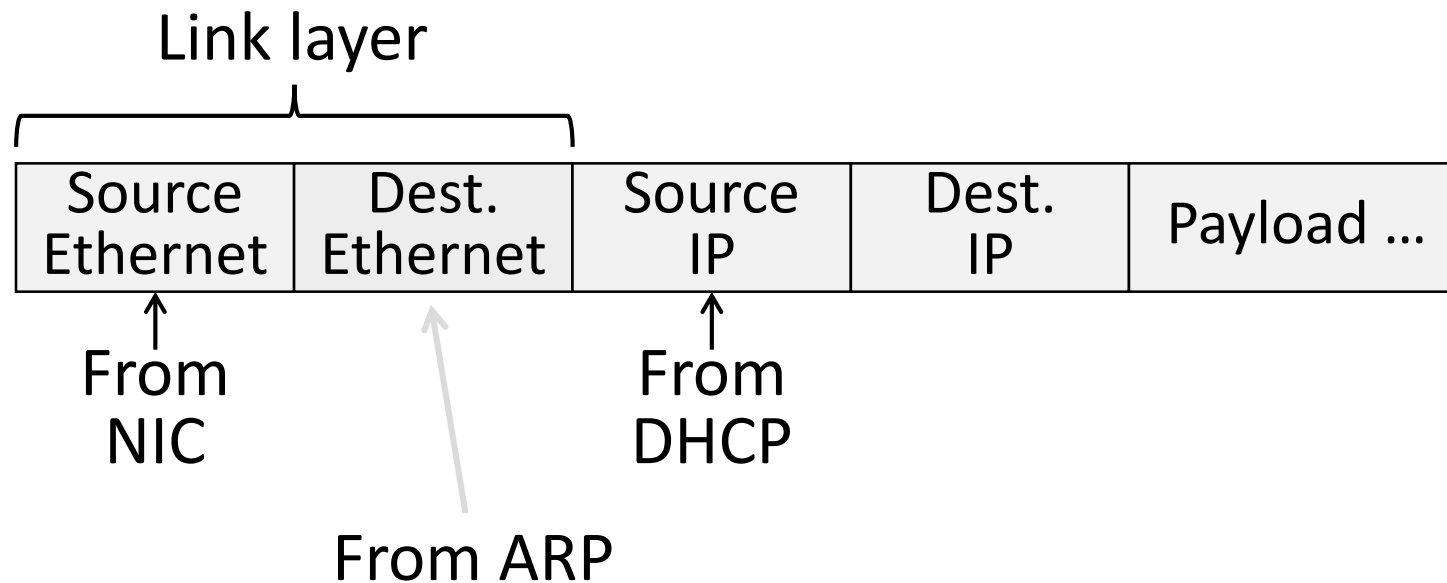 Link layer
Source
Ethernet
Dest.
Ethernet
Source
IP
Dest.
IP
Payload ...
From
NIC
From
DHCP
From ARP